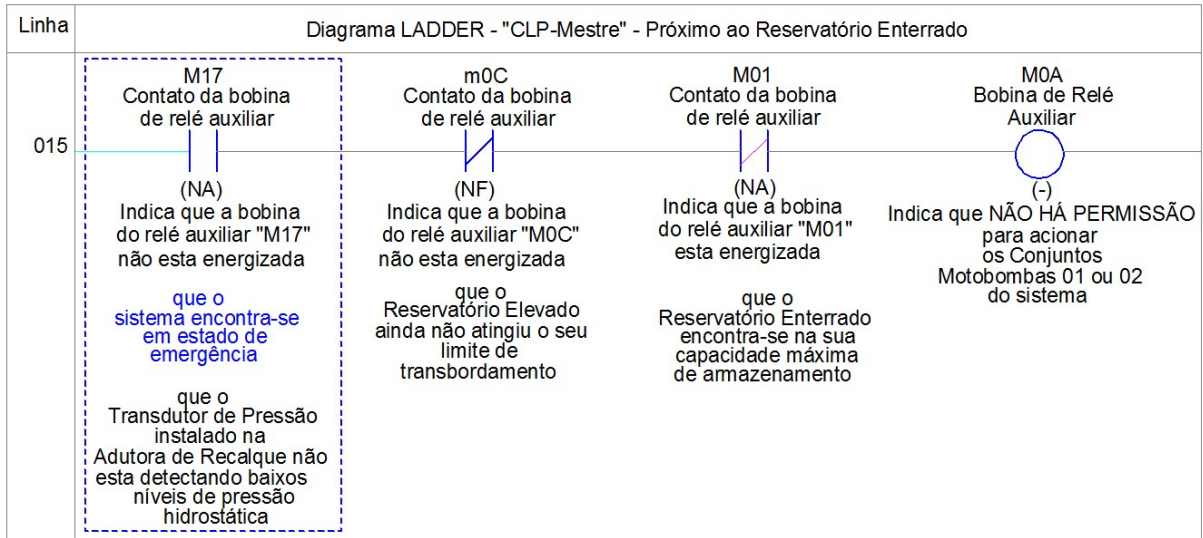 Linha
Diagrama LADDER - "CLP-Mestre" - Próximo ao Reservatório Enterrado
015
M17
Contato da bobina
de relé auxiliar
(NA)
Indica que a bobina
do relé auxiliar "M17"
não esta energizada
que o
sistema encontra-se
em estado de
emergência
que o
Transdutor de Pressão
instalado na
Adutora de Recalque não
esta detectando baixos
níveis de pressão
hidrostática
m0C
Contato da bobina
de relé auxiliar
(NF)
Indica que a bobina
do relé auxiliar "M0C"
não esta energizada
que o
Reservatório Elevado
ainda não atingiu o seu
limite de
transbordamento
M01
Contato da bobina
de relé auxiliar
(NA)
Indica que a bobina
do relé auxiliar "M01"
esta energizada
que o
Reservatório Enterrado
encontra-se na sua
capacidade máxima
de armazenamento
M0A
Bobina de Relé
Auxiliar
(-)
Indica que NÃO HÁ PERMISSÃO
para acionar
os Conjuntos
Motobombas 01 ou 02
do sistema